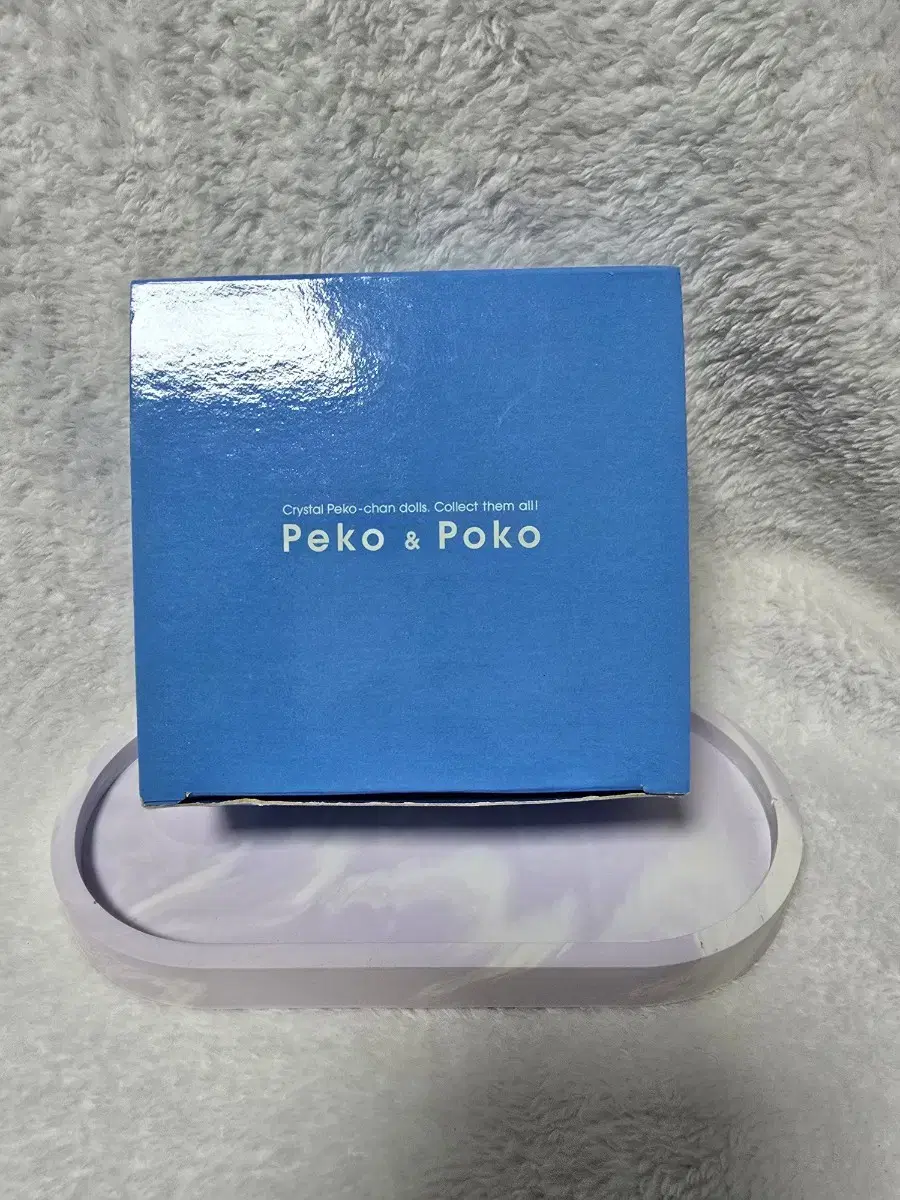 Crystal Peko-chan dolls. Collect them all!
Peko & Poko